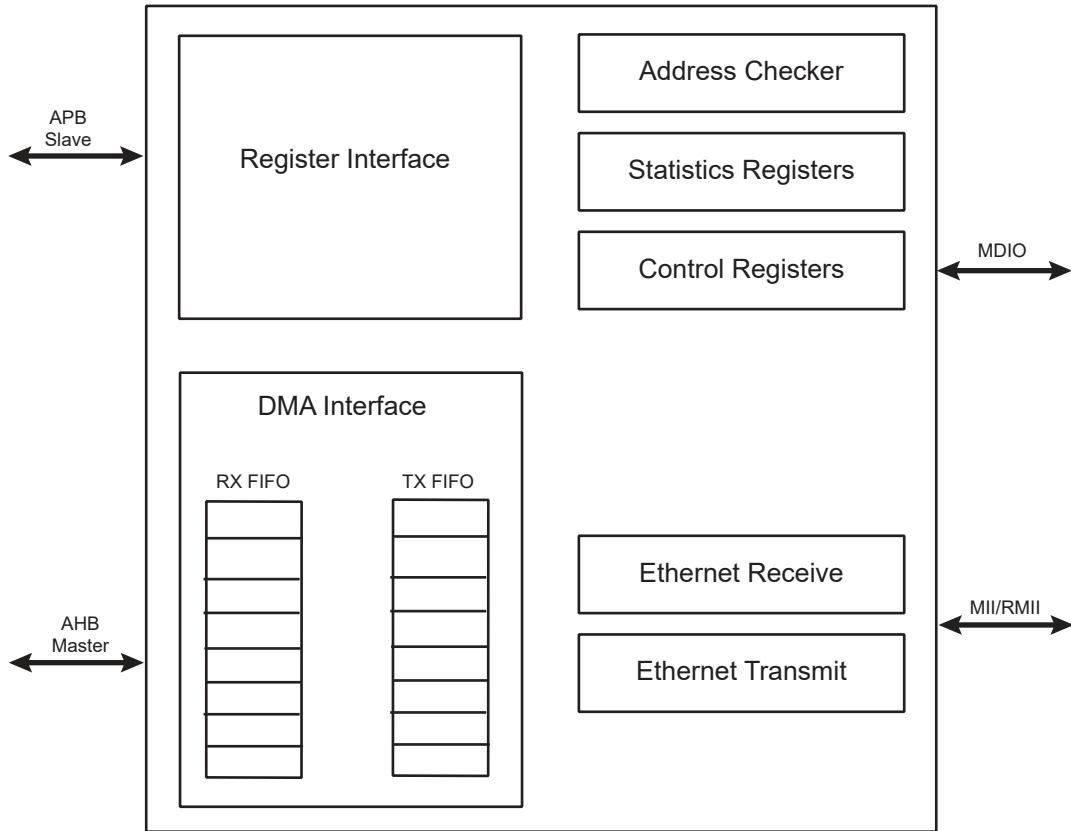 Address Checker
APB
Slave
Register Interface
Statistics Registers
Control Registers
MDIO
DMA Interface
RX FIFO
TX FIFO
Ethernet Receive
MII/RMII
AHB
Master
Ethernet Transmit